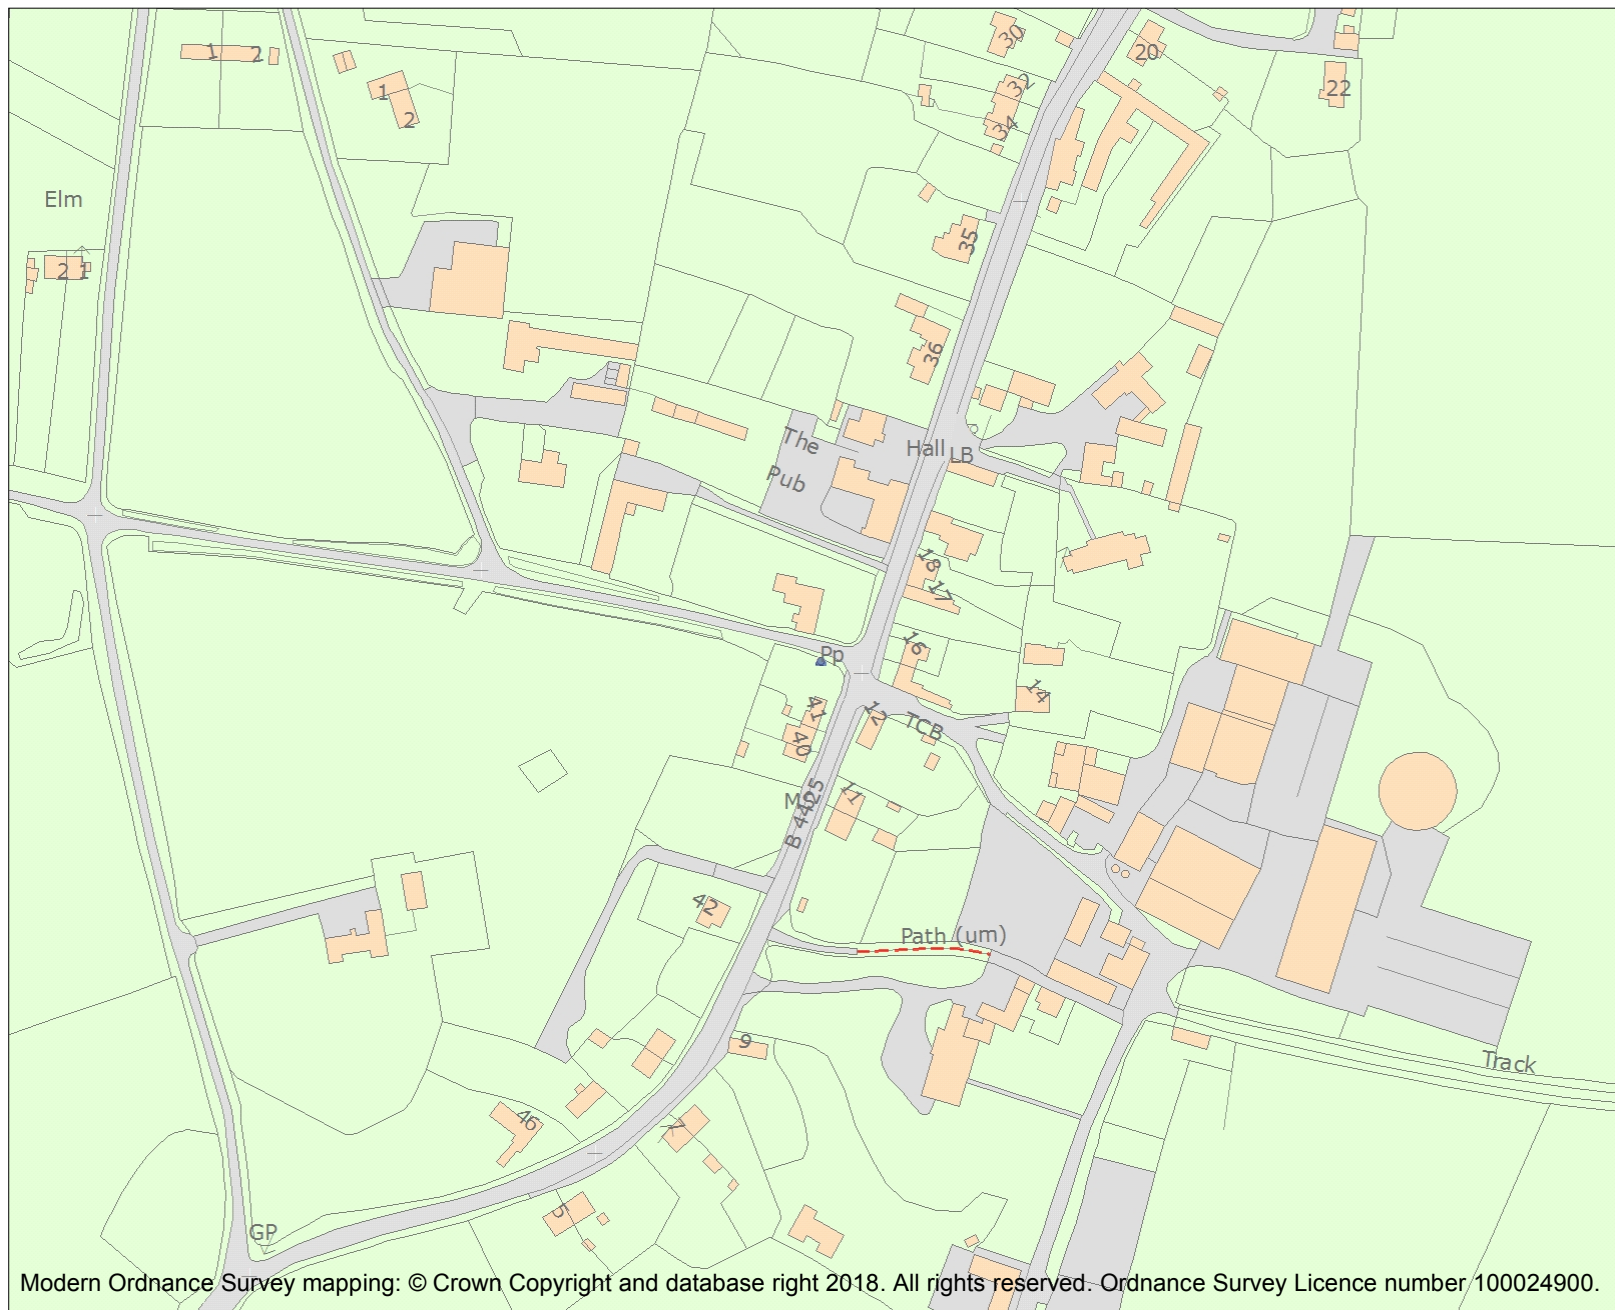 30
20
1 2
32
22
1
2
34
Elm
35
2 1
36
The
Hall
LB
Pub
18
17
16
Pp
14
41
12
TCB
40
11
B 4425
42
Path (um)
9
Track
46
7
5
GP
Modern Ordnance Survey mapping: © Crown Copyright and database right 2018. All rights reserved. Ordnance Survey Licence number 100024900.